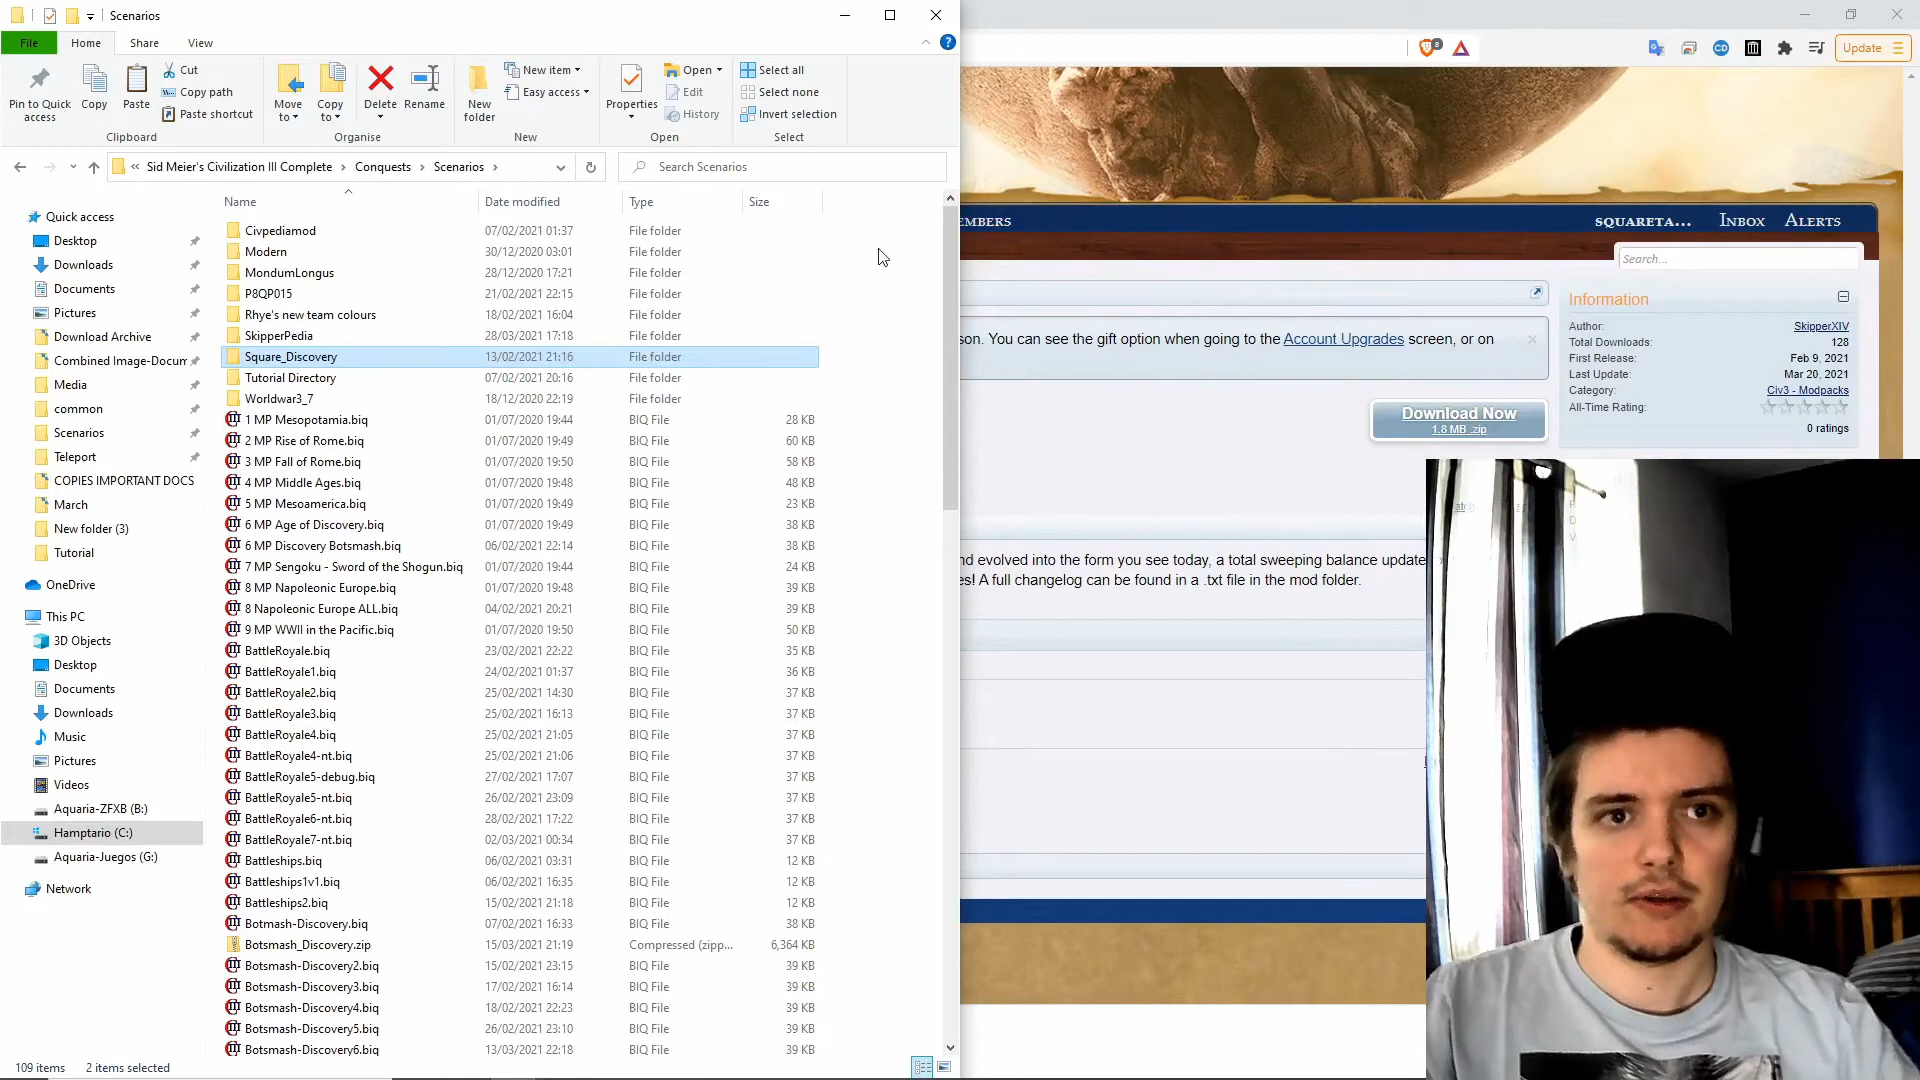 Scenarios
File Home Share View
Pin to Quick access
Copy
Paste
Cut
Copy path
Paste shortcut
Clipboard
Move to
Copy to
Delete
Rename
Organise
New folder
New item
Easy access
New
Properties
Open
Edit
History
Open
Select all
Select none
Invert selection
Select
« Sid Meier's Civilization III Complete > Conquests > Scenarios >
Search Scenarios
Name Date modified Type Size
Quick access
Desktop
Downloads
Documents
Pictures
Download Archive
Combined Image-Docum
Media
common
Scenarios
Teleport
COPIES IMPORTANT DOCS
March
New folder (3)
Tutorial
OneDrive
This PC
3D Objects
Desktop
Documents
Downloads
Music
Pictures
Videos
Aquaria-ZFXB (B:)
Hamptario (C:)
Aquaria-Juegos (G:)
Network
Civpediamod 07/02/2021 01:37 File folder
Modern 30/12/2020 03:01 File folder
MondumLongus 28/12/2020 17:21 File folder
P8QP015 21/02/2021 22:15 File folder
Rhye's new team colours 18/02/2021 16:04 File folder
SkipperPedia 28/03/2021 17:18 File folder
Square_Discovery 13/02/2021 21:16 File folder
Tutorial Directory 07/02/2021 20:16 File folder
Worldwar3_7 18/12/2020 22:19 File folder
1 MP Mesopotamia.biq 01/07/2020 19:44 BIQ File 28 KB
2 MP Rise of Rome.biq 01/07/2020 19:49 BIQ File 60 KB
3 MP Fall of Rome.biq 01/07/2020 19:50 BIQ File 58 KB
4 MP Middle Ages.biq 01/07/2020 19:48 BIQ File 48 KB
5 MP Mesoamerica.biq 01/07/2020 19:49 BIQ File 23 KB
6 MP Age of Discovery.biq 01/07/2020 19:49 BIQ File 38 KB
6 MP Discovery Botsmash.biq 06/02/2021 22:14 BIQ File 38 KB
7 MP Sengoku - Sword of the Shogun.biq 01/07/2020 19:44 BIQ File 24 KB
8 MP Napoleonic Europe.biq 01/07/2020 19:48 BIQ File 39 KB
8 Napoleonic Europe ALL.biq 04/02/2021 20:21 BIQ File 39 KB
9 MP WWII in the Pacific.biq 01/07/2020 19:50 BIQ File 50 KB
BattleRoyale.biq 23/02/2021 22:22 BIQ File 35 KB
BattleRoyale1.biq 24/02/2021 01:37 BIQ File 36 KB
BattleRoyale2.biq 25/02/2021 14:30 BIQ File 37 KB
BattleRoyale3.biq 25/02/2021 16:13 BIQ File 37 KB
BattleRoyale4.biq 25/02/2021 21:05 BIQ File 37 KB
BattleRoyale4-nt.biq 25/02/2021 21:06 BIQ File 37 KB
BattleRoyale5-debug.biq 27/02/2021 17:07 BIQ File 37 KB
BattleRoyale5-nt.biq 26/02/2021 23:09 BIQ File 37 KB
BattleRoyale6-nt.biq 28/02/2021 17:22 BIQ File 37 KB
BattleRoyale7-nt.biq 02/03/2021 00:34 BIQ File 37 KB
Battleships.biq 06/02/2021 03:31 BIQ File 12 KB
Battleships1v1.biq 06/02/2021 16:35 BIQ File 12 KB
Battleships2.biq 15/02/2021 21:18 BIQ File 12 KB
Botmash-Discovery.biq 07/02/2021 16:33 BIQ File 38 KB
Botsmash_Discovery.zip 15/03/2021 21:19 Compressed (zipp... 6,364 KB
Botsmash-Discovery2.biq 15/02/2021 23:15 BIQ File 39 KB
Botsmash-Discovery3.biq 17/02/2021 16:14 BIQ File 39 KB
Botsmash-Discovery4.biq 18/02/2021 22:23 BIQ File 39 KB
Botsmash-Discovery5.biq 26/02/2021 23:10 BIQ File 39 KB
Botsmash-Discovery6.biq 13/03/2021 22:18 BIQ File 39 KB
109 items 2 items selected
8
CD
Update
EMBERS
SQUARETA... INBOX ALERTS
Search...
son. You can see the gift option when going to the Account Upgrades screen, or on
Download Now
1.8 MB .zip
Information
Author: SkipperXIV
Total Downloads: 128
First Release: Feb 9, 2021
Last Update: Mar 20, 2021
Category: Civ3 - Modpacks
All-Time Rating:
0 ratings
nd evolved into the form you see today, a total sweeping balance update
es! A full changelog can be found in a .txt file in the mod folder.